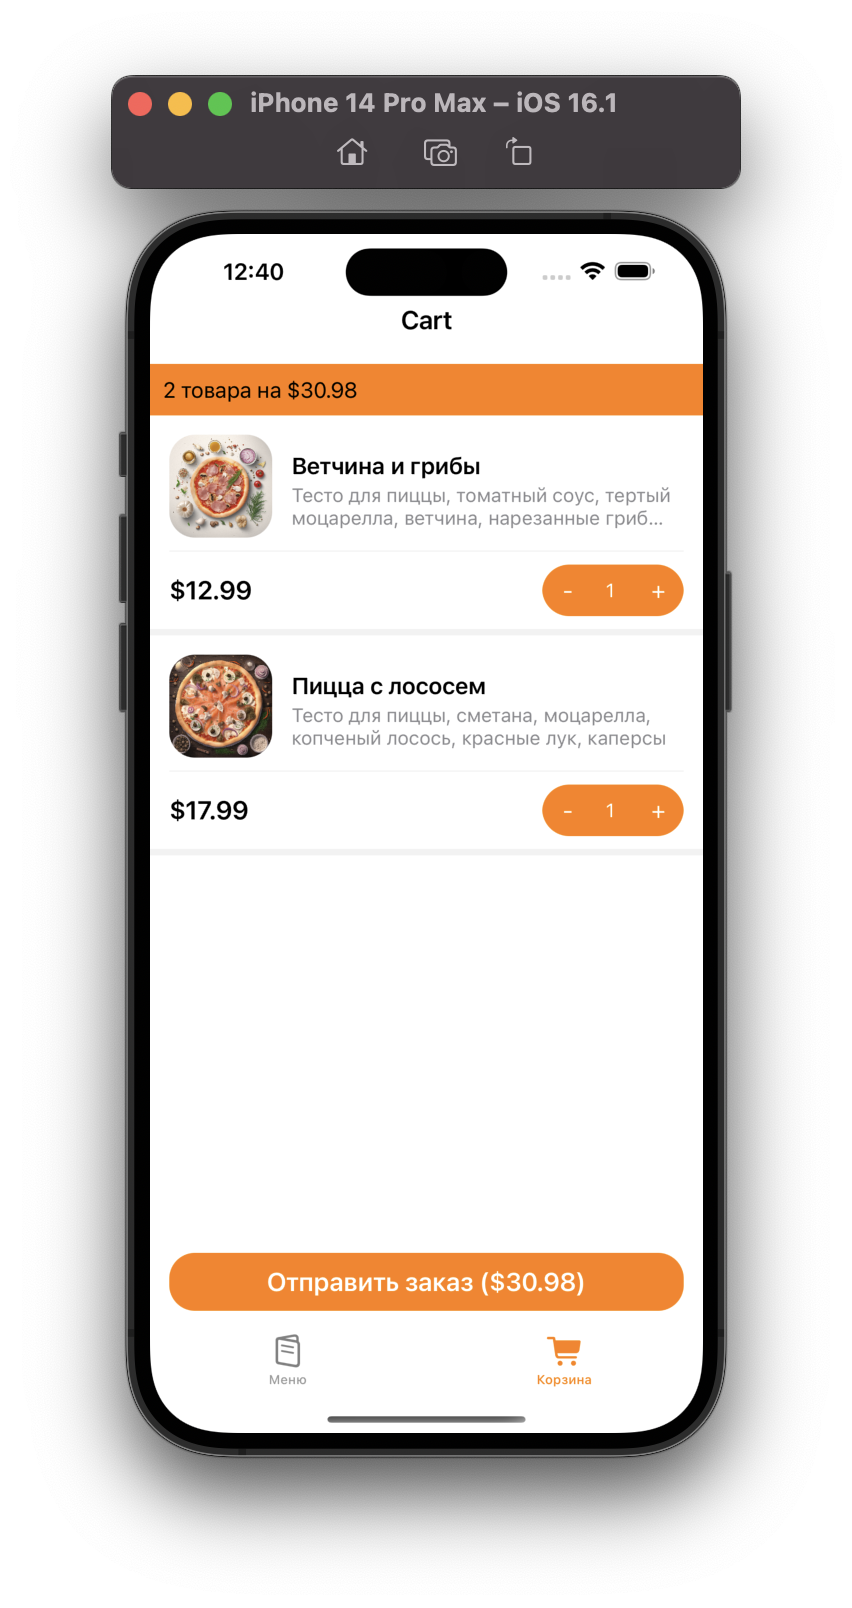 iPhone 14 Pro Max – iOS 16.1
12:40
Cart
2 товара на $30.98
Ветчина и грибы
Тесто для пиццы, томатный соус, тертый
моцарелла, ветчина, нарезанные гриб...
$12.99
- 1 +
Пицца с лососем
Тесто для пиццы, сметана, моцарелла,
копченый лосось, красные лук, каперсы
$17.99
- 1 +
Отправить заказ ($30.98)
Меню
Корзина